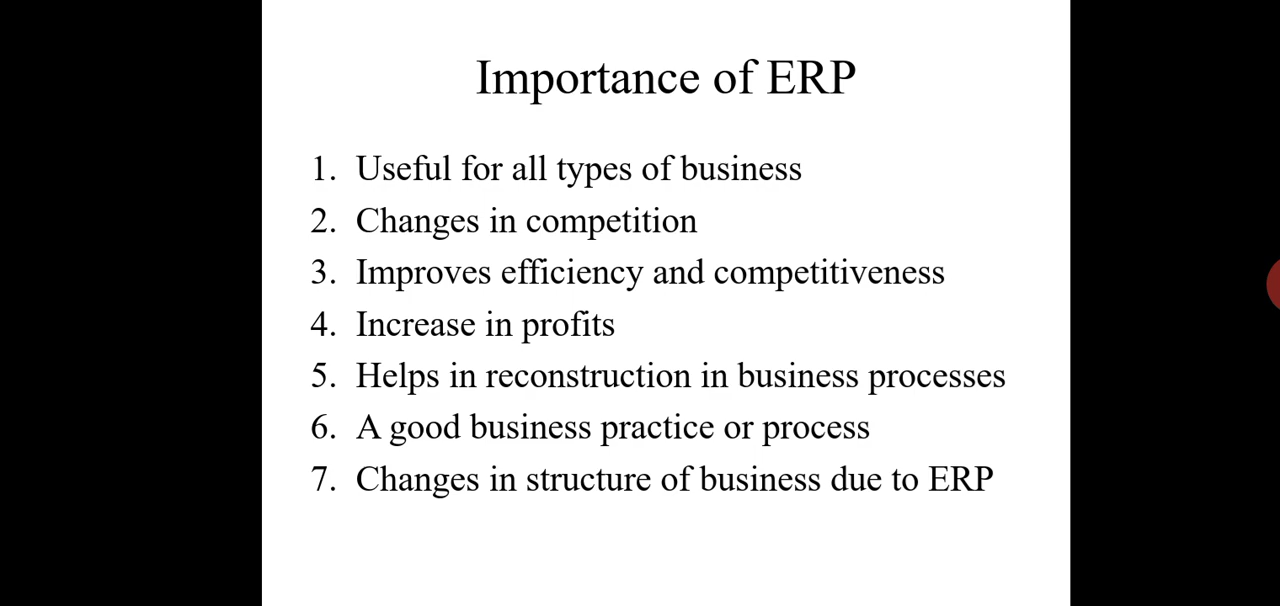 Importance of ERP
1. Useful for all types of business
2. Changes in competition
3. Improves efficiency and competitiveness
4. Increase in profits
5. Helps in reconstruction in business processes
6. A good business practice or process
7. Changes in structure of business due to ERP